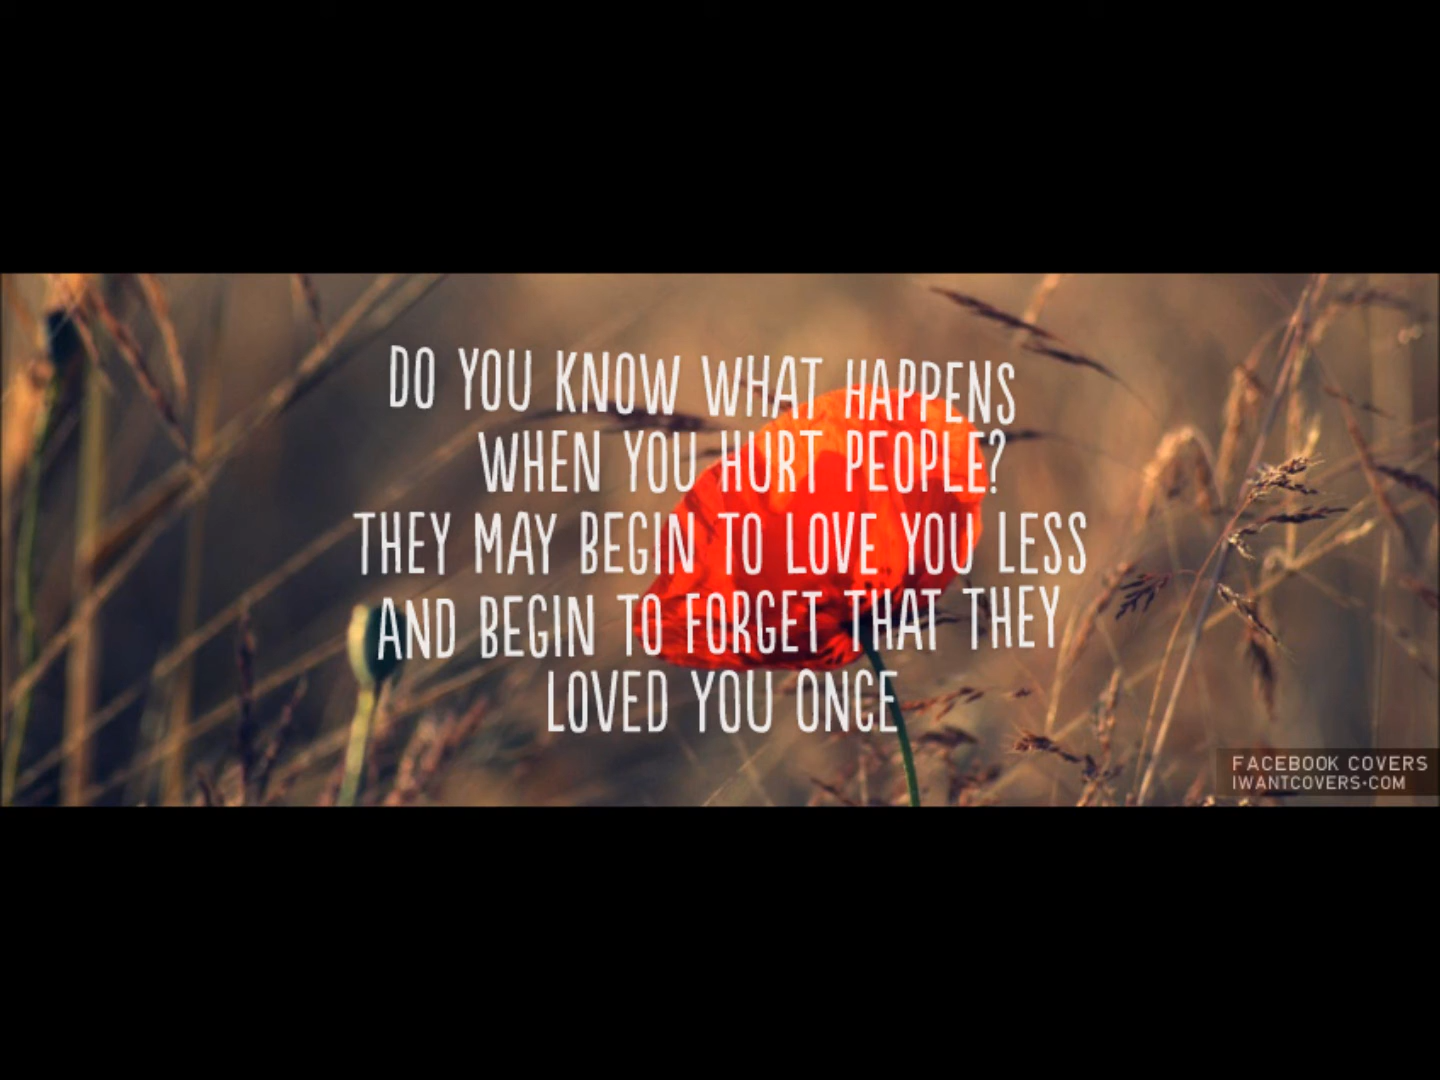 DO YOU KNOW WHAT HAPPENS
WHEN YOU HURT PEOPLE?
THEY MAY BEGIN TO LOVE YOU LESS
AND BEGIN TO FORGET THAT THEY
LOVED YOU ONCE
FACEBOOK COVERS
IWANTCOVERS·COM